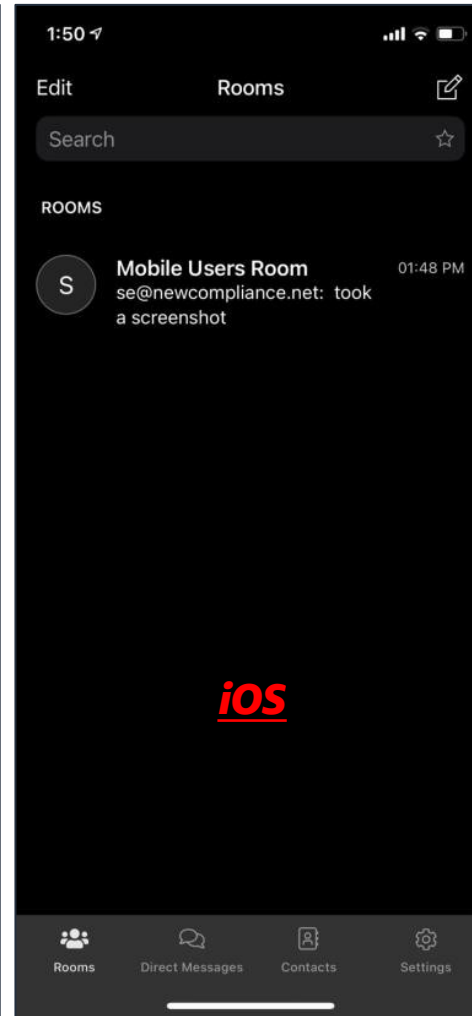 1:50
Edit Rooms
Search
ROOMS
S
Mobile Users Room 01:48 PM
se@newcompliance.net: took
a screenshot
iOS
Rooms Direct Messages Contacts Settings